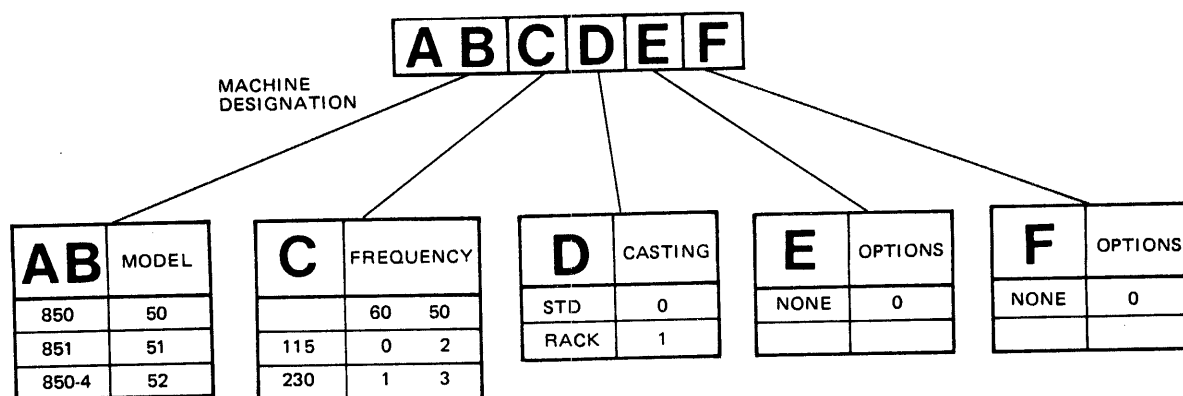 A B C D E F
MACHINE
DESIGNATION
AB MODEL
850 50
851 51
850-4 52
C FREQUENCY
60 50
115 0 2
230 1 3
D CASTING
STD 0
RACK 1
E OPTIONS
NONE 0
F OPTIONS
NONE 0